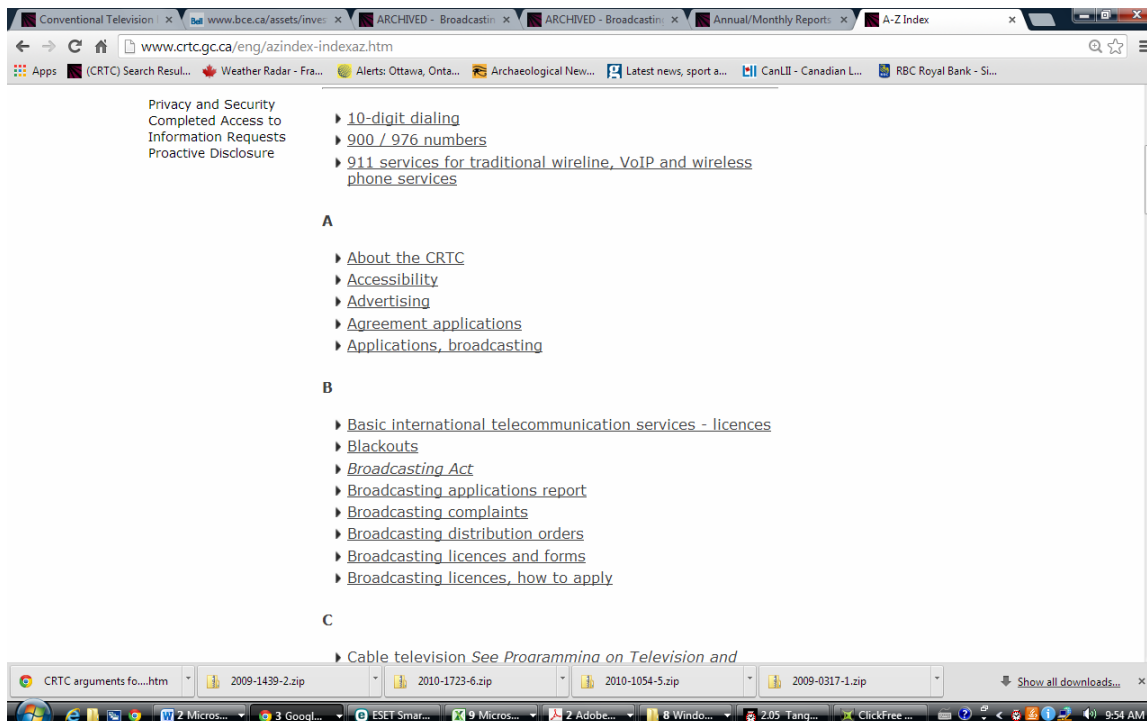 Conventional Television
Bell www.bce.ca/assets/inves
ARCHIVED - Broadcastin
ARCHIVED - Broadcasting
Annual/Monthly Reports
A-Z Index
www.crtc.gc.ca/eng/azindex-indexaz.htm
Apps
(CRTC) Search Resul...
Weather Radar - Fra...
Alerts: Ottawa, Onta...
Archaeological New...
Latest news, sport a...
CanLII - Canadian L...
RBC Royal Bank - Si...
Privacy and Security
Completed Access to
Information Requests
Proactive Disclosure
10-digit dialing
900 / 976 numbers
911 services for traditional wireline, VoIP and wireless
phone services
A
About the CRTC
Accessibility
Advertising
Agreement applications
Applications, broadcasting
B
Basic international telecommunication services - licences
Blackouts
Broadcasting Act
Broadcasting applications report
Broadcasting complaints
Broadcasting distribution orders
Broadcasting licences and forms
Broadcasting licences, how to apply
C
Cable television See Programming on Television and
CRTC arguments fo....htm
2009-1439-2.zip
2010-1723-6.zip
2010-1054-5.zip
2009-0317-1.zip
Show all downloads...
2 Micros...
3 Googl...
ESET Smar...
9 Micros...
2 Adobe...
8 Windo...
2.05 Tang...
ClickFree ...
9:54 AM